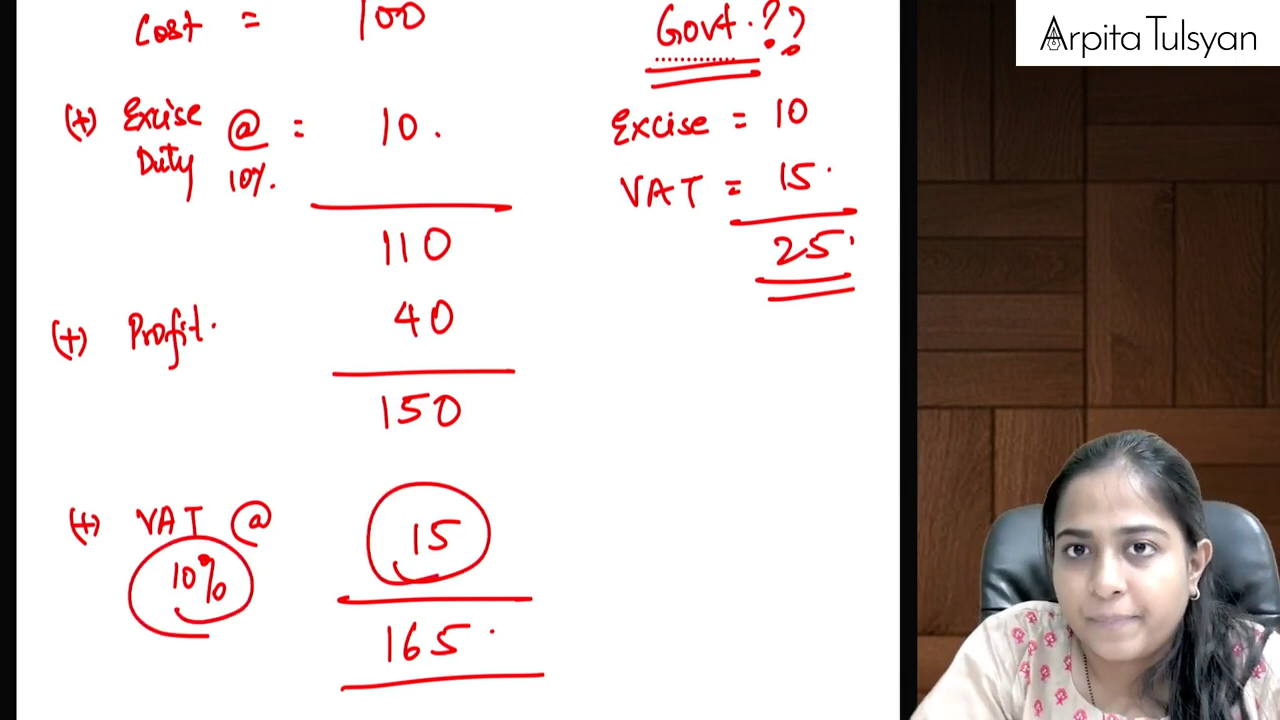 Cost = 100
(+) Excise Duty @ 10% = 10.
110
(+) Profit. 40
150
(+) VAT @ 10% 15
165.
Govt.??
Excise = 10
VAT = 15.
25.
Arpita Tulsyan